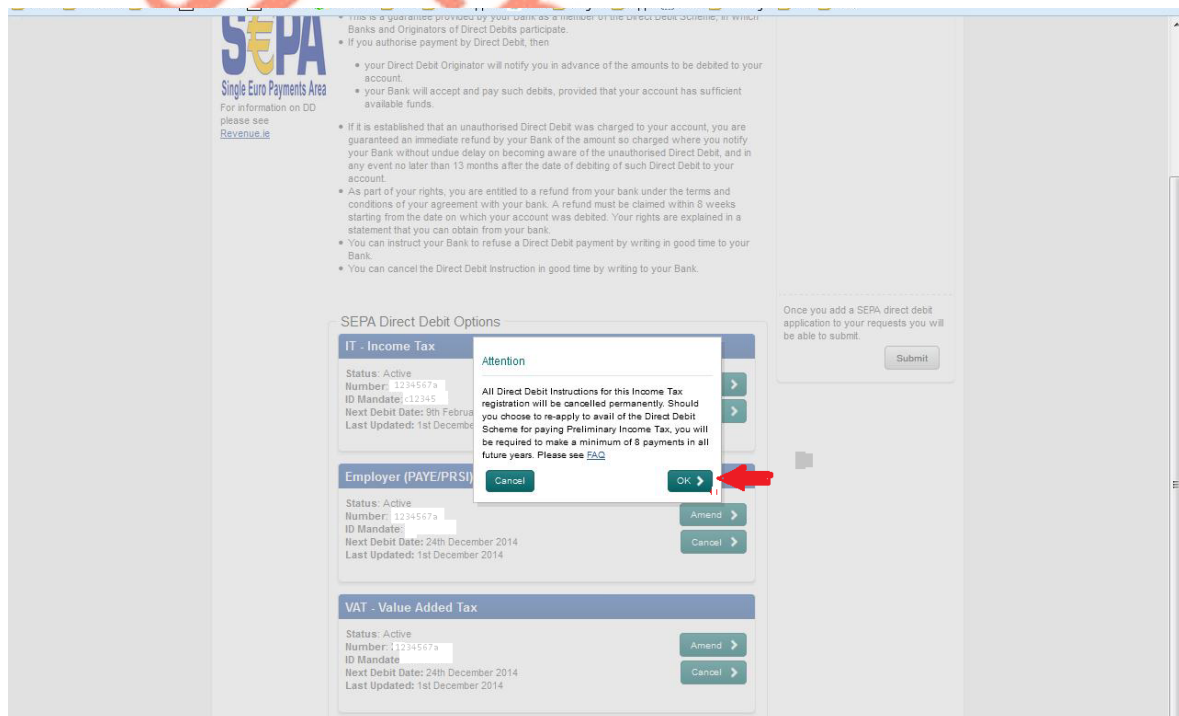 This is a guarantee provided by your bank as a member of the Direct Debit Scheme, in which
Banks and Originators of Direct Debits participate.
If you authorise payment by Direct Debit, then
your Direct Debit Originator will notify you in advance of the amounts to be debited to your
account.
your Bank will accept and pay such debits, provided that your account has sufficient
available funds.
If it is established that an unauthorised Direct Debit was charged to your account, you are
guaranteed an immediate refund by your Bank of the amount so charged where you notify
your Bank without undue delay on becoming aware of the unauthorised Direct Debit, and in
any event no later than 13 months after the date of debiting of such Direct Debit to your
account.
As part of your rights, you are entitled to a refund from your bank under the terms and
conditions of your agreement with your bank. A refund must be claimed within 8 weeks
starting from the date on which your account was debited. Your rights are explained in a
statement that you can obtain from your bank.
You can instruct your Bank to refuse a Direct Debit payment by writing in good time to your
Bank.
You can cancel the Direct Debit Instruction in good time by writing to your Bank.
S€PA
Single Euro Payments Area
For information on DD
please see
Revenue.ie
Once you add a SEPA direct debit
application to your requests you will
be able to submit.
Submit
SEPA Direct Debit Options
IT - Income Tax
Status: Active
Number: 1234567a
ID Mandate: c12345
Next Debit Date: 9th Februa
Last Updated: 1st Decembe
Attention
All Direct Debit Instructions for this Income Tax
registration will be cancelled permanently. Should
you choose to re-apply to avail of the Direct Debit
Scheme for paying Preliminary Income Tax, you will
be required to make a minimum of 8 payments in all
future years. Please see FAQ
Cancel
OK
Employer (PAYE/PRSI)
Status: Active
Number: 1234567a
ID Mandate:
Next Debit Date: 24th December 2014
Last Updated: 1st December 2014
Amend
Cancel
VAT - Value Added Tax
Status: Active
Number: 1234567a
ID Mandate
Next Debit Date: 24th December 2014
Last Updated: 1st December 2014
Amend
Cancel